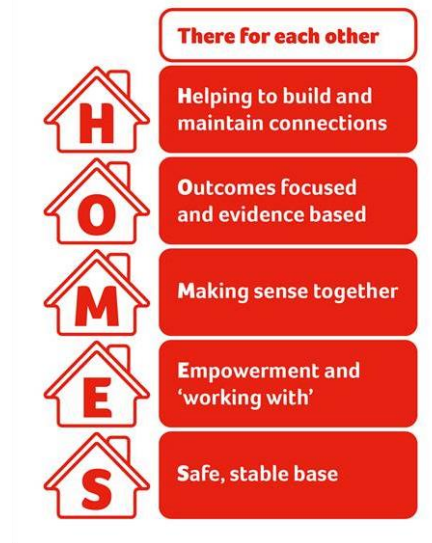 There for each other
H
Helping to build and
maintain connections
O
Outcomes focused
and evidence based
M
Making sense together
E
Empowerment and
‘working with’
S
Safe, stable base